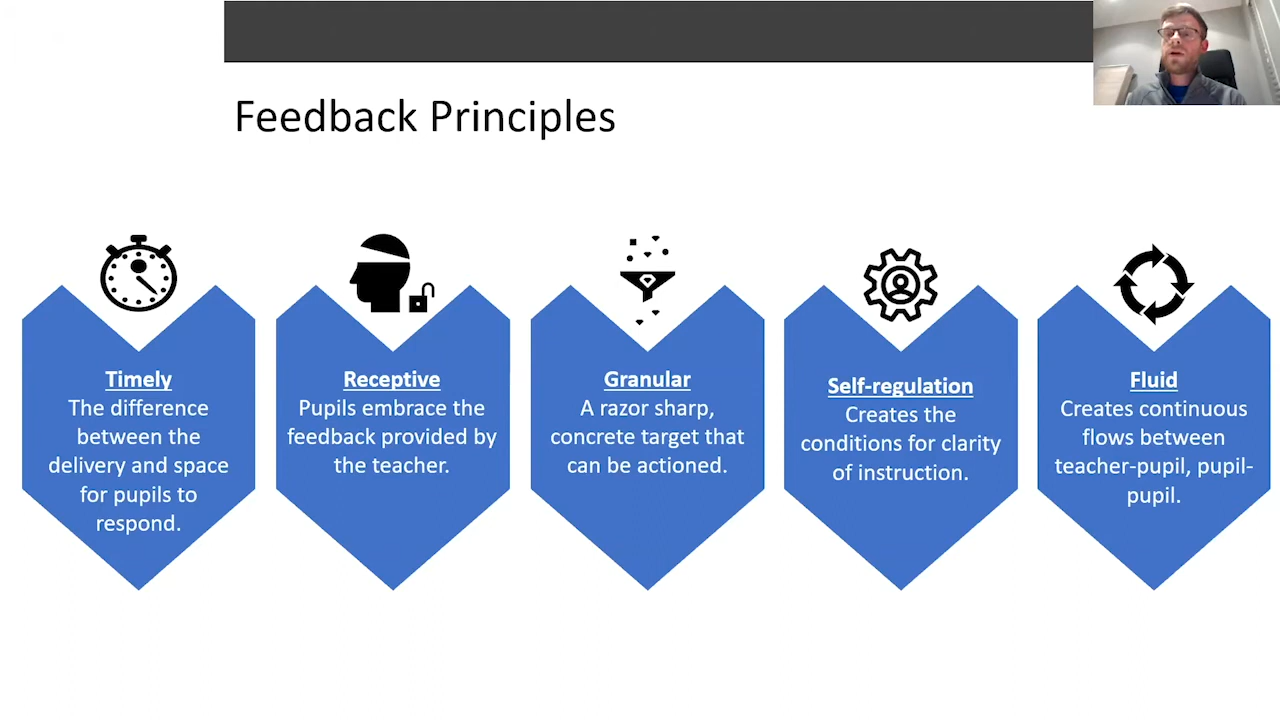 Feedback Principles
Timely
The difference
between the
delivery and space
for pupils to
respond.
Receptive
Pupils embrace the
feedback provided by
the teacher.
Granular
A razor sharp,
concrete target that
can be actioned.
Self-regulation
Creates the
conditions for clarity
of instruction.
Fluid
Creates continuous
flows between
teacher-pupil, pupil-
pupil.